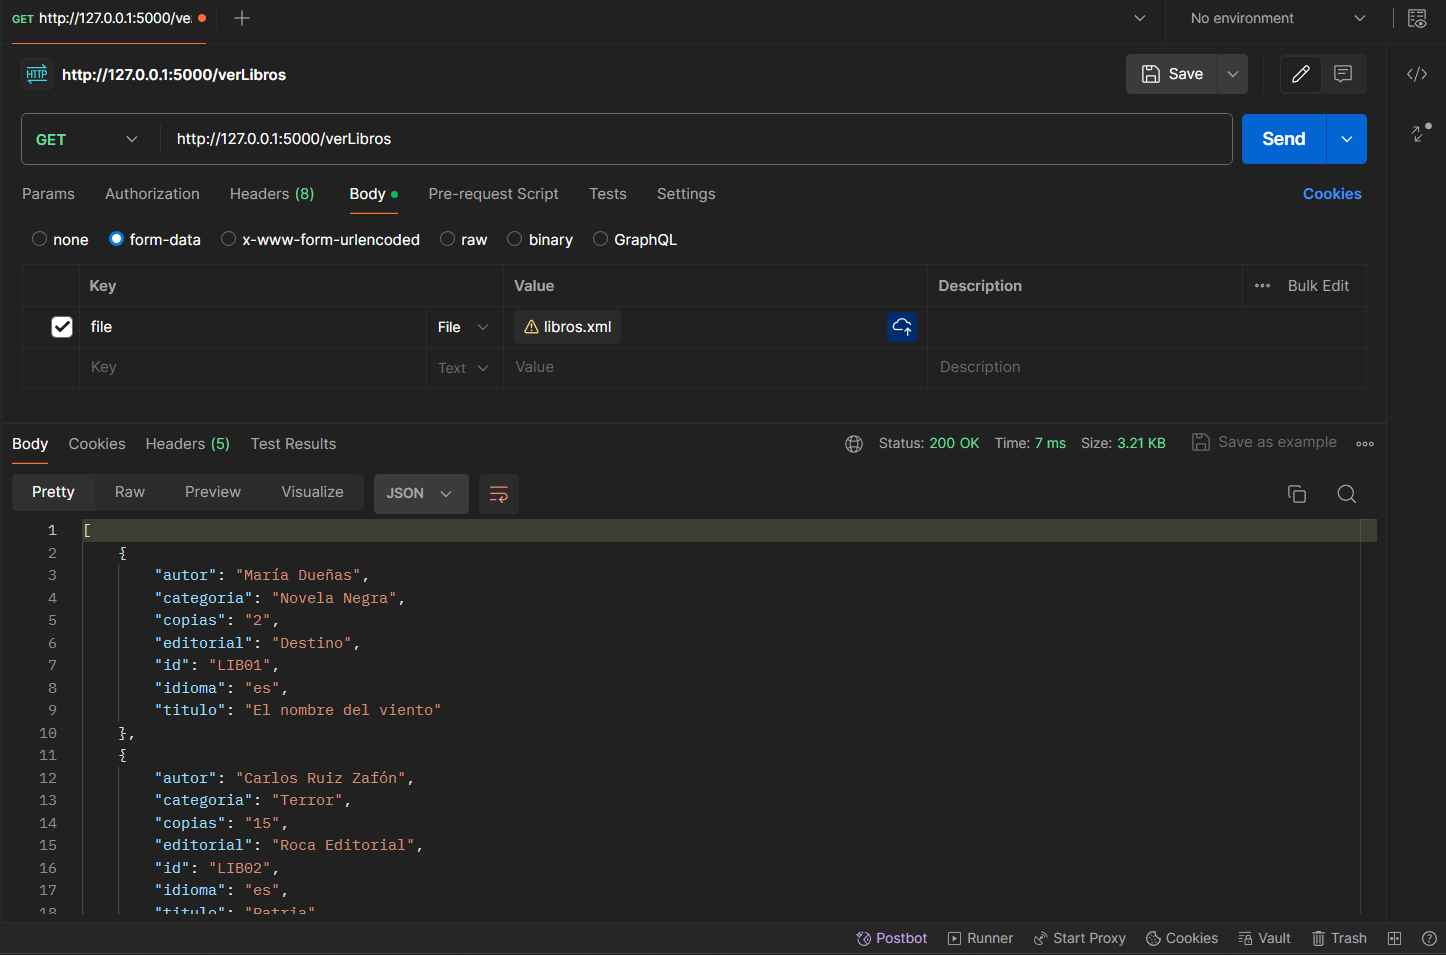 GET http://127.0.0.1:5000/ve
No environment
HTTP http://127.0.0.1:5000/verLibros
Save
GET http://127.0.0.1:5000/verLibros
Send
Params Authorization Headers (8) Body Pre-request Script Tests Settings
Cookies
none form-data x-www-form-urlencoded raw binary GraphQL
Key Value Description Bulk Edit
file File libros.xml
Key Text Value Description
Body Cookies Headers (5) Test Results
Status: 200 OK Time: 7 ms Size: 3.21 KB Save as example
Pretty Raw Preview Visualize JSON
1 [
2 {
3 "autor": "María Dueñas",
4 "categoria": "Novela Negra",
5 "copias": "2",
6 "editorial": "Destino",
7 "id": "LIB01",
8 "idioma": "es",
9 "titulo": "El nombre del viento"
10 },
11 {
12 "autor": "Carlos Ruiz Zafón",
13 "categoria": "Terror",
14 "copias": "15",
15 "editorial": "Roca Editorial",
16 "id": "LIB02",
17 "idioma": "es",
18 "titulo": "Patria"
Postbot Runner Start Proxy Cookies Vault Trash